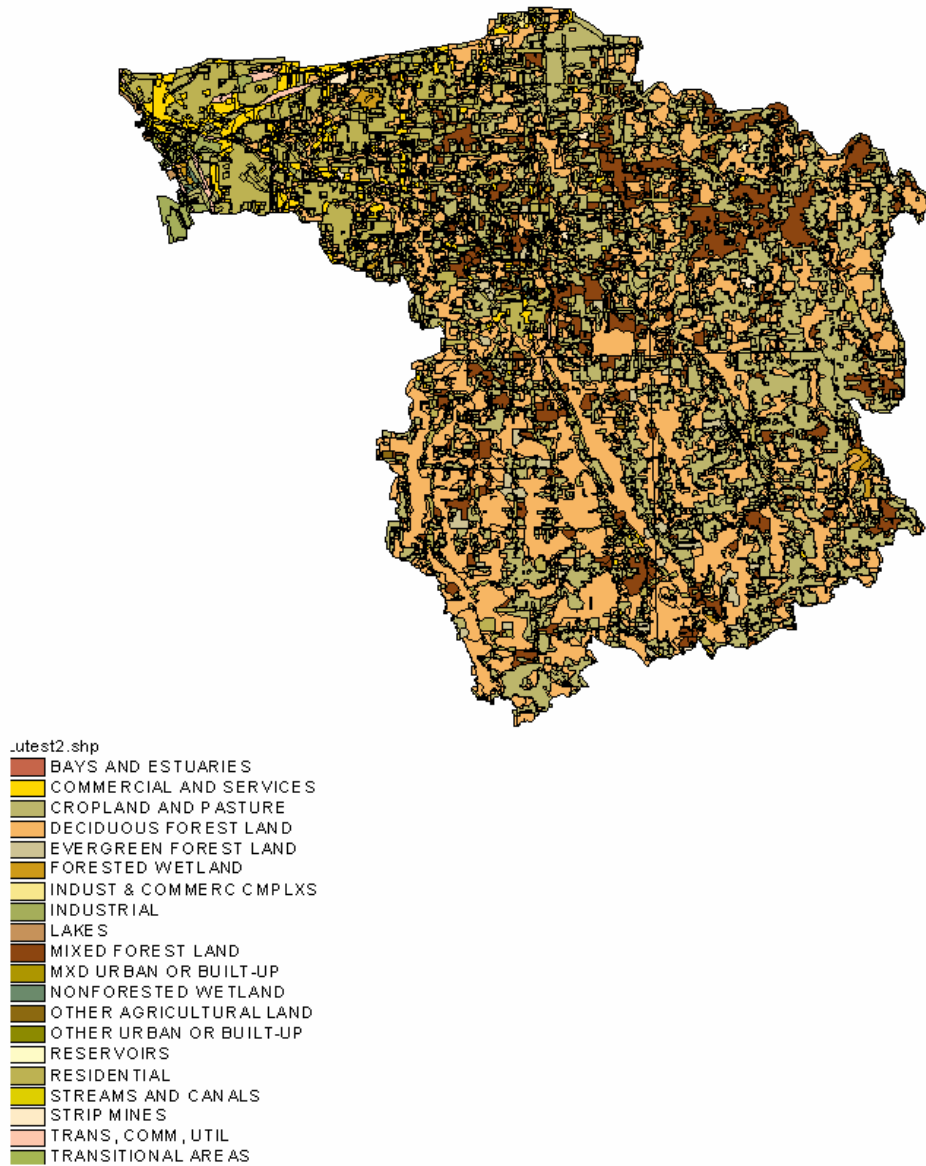 .utest2.shp
BAYS AND ESTUARIES
COMMERCIAL AND SERVICES
CROPLAND AND PASTURE
DECIDUOUS FOREST LAND
EVERGREEN FOREST LAND
FORESTED WETLAND
INDUST & COMMERC CMPLXS
INDUSTRIAL
LAKES
MIXED FOREST LAND
MXD URBAN OR BUILT-UP
NONFORESTED WETLAND
OTHER AGRICULTURAL LAND
OTHER URBAN OR BUILT-UP
RESERVOIRS
RESIDENTIAL
STREAMS AND CANALS
STRIP MINES
TRANS, COMM, UTIL
TRANSITIONAL AREAS